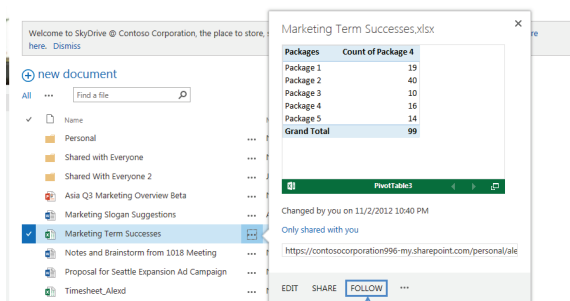 Welcome to SkyDrive @ Contoso Corporation, the place to store,
here. Dismiss
re
new document
All ••• Find a file
Name
Personal •••
Shared with Everyone •••
Shared With Everyone 2 •••
Asia Q3 Marketing Overview Beta •••
Marketing Slogan Suggestions •••
Marketing Term Successes •••
Notes and Brainstorm from 1018 Meeting •••
Proposal for Seattle Expansion Ad Campaign •••
Timesheet_Alexd •••
Marketing Term Successes,xlsx
Packages Count of Package 4
Package 1 19
Package 2 40
Package 3 10
Package 4 16
Package 5 14
Grand Total 99
PivotTable3
Changed by you on 11/2/2012 10:40 PM
Only shared with you
https://contosocorporation996-my.sharepoint.com/personal/ale
EDIT SHARE FOLLOW •••